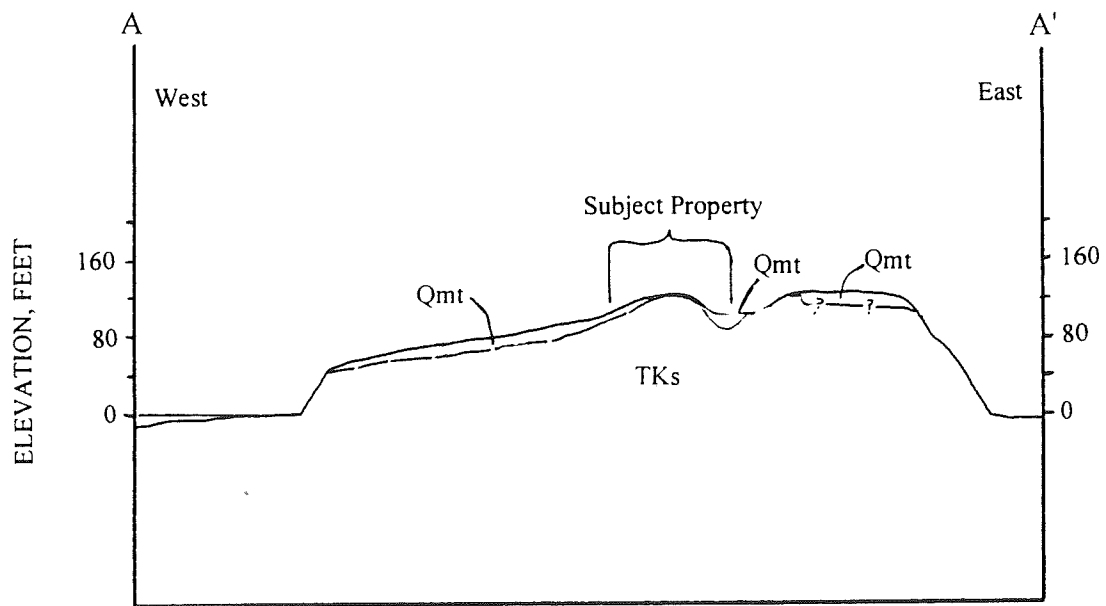 A A'
West East
Subject Property
160 Qmt Qmt Qmt 160
80 80
TKs
0 0
ELEVATION, FEET
? ?